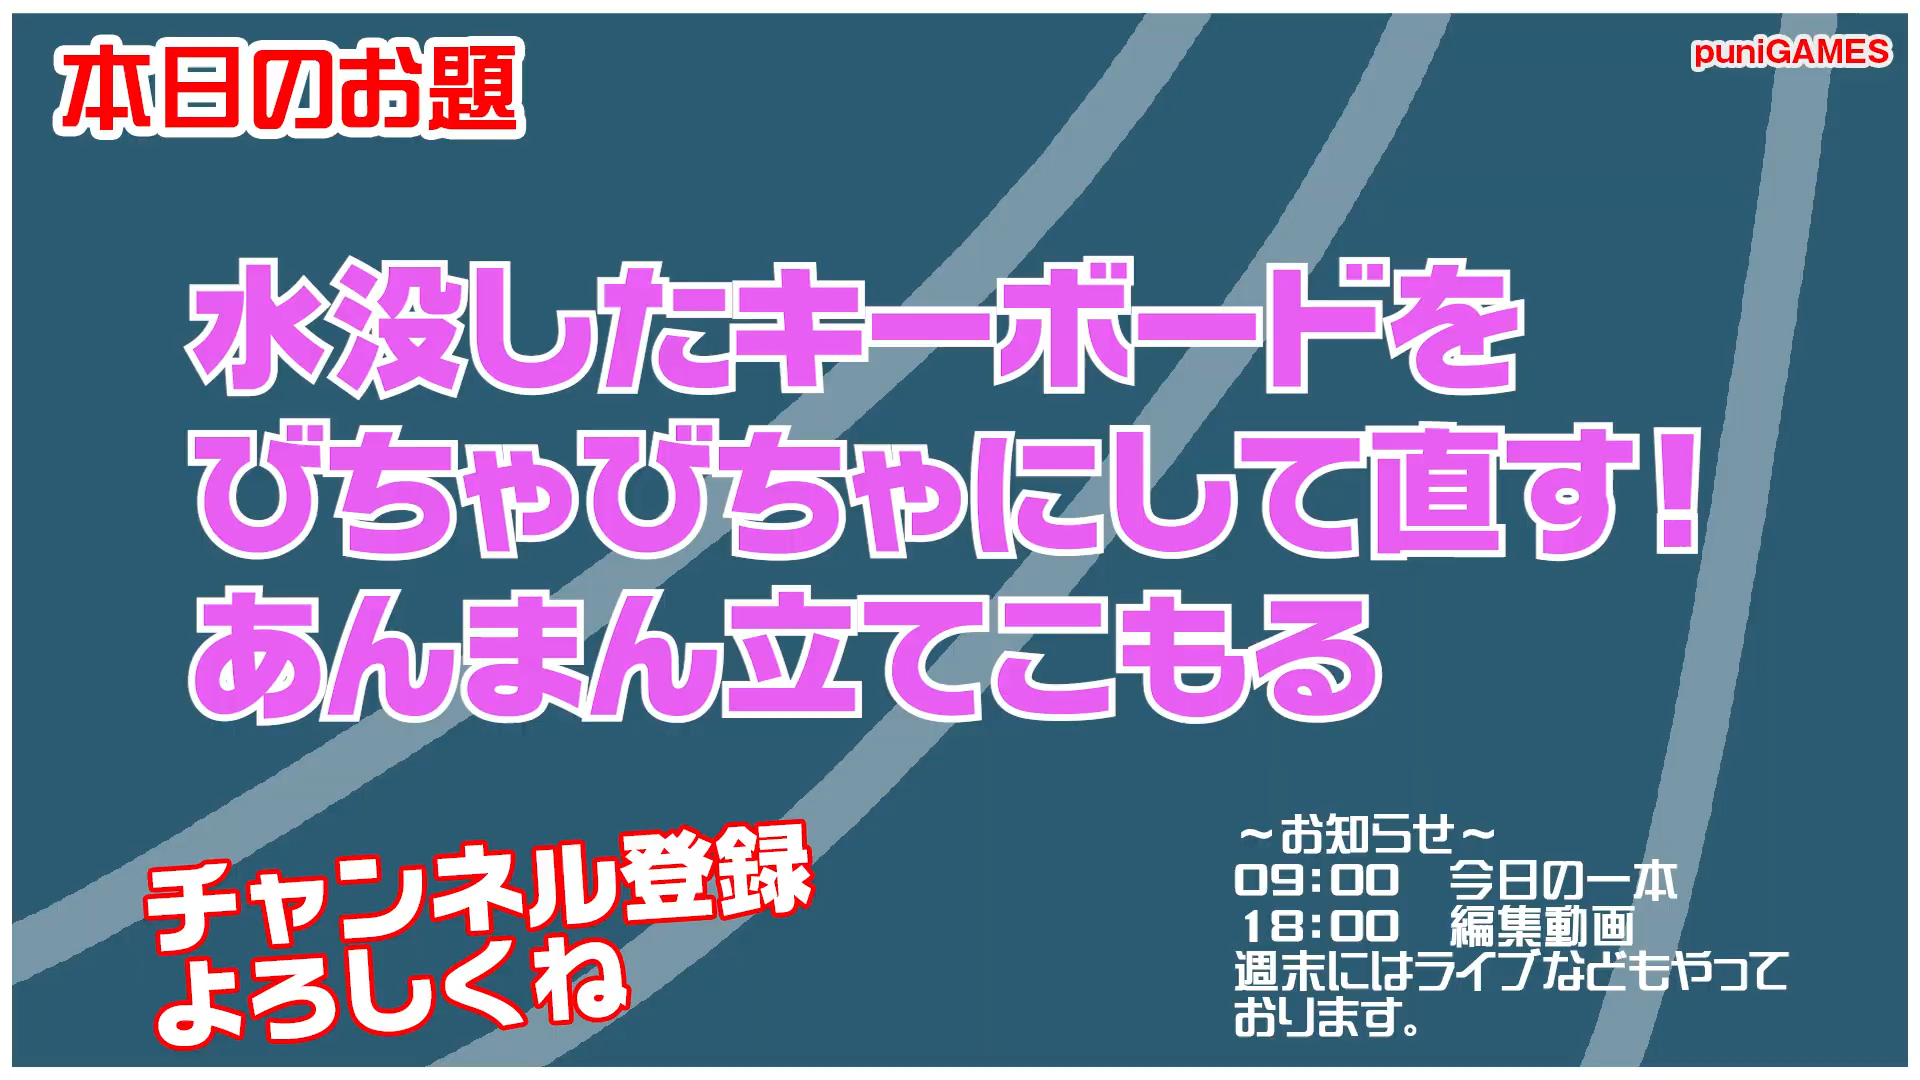 本日のお題
puniGAMES
水没したキーボードを
びちゃびちゃにして直す!
あんまん立てこもる
チャンネル登録
よろしくね
～お知らせ～
09:00　今日の一本
18:00　編集動画
週末にはライブなどもやって
おります。